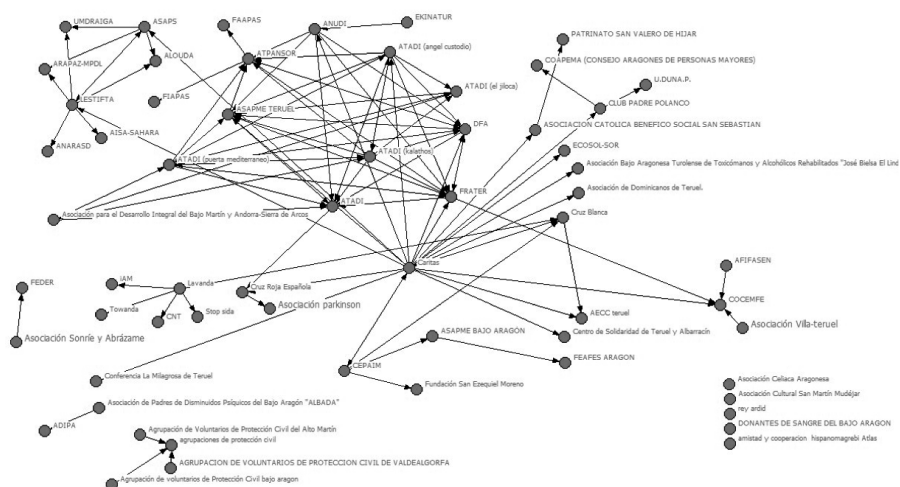 UMDRAIGA
ASAPS
FAAPAS
ANUDI
EKINATUR
PATRINATO SAN VALERO DE HIJAR
ARAPAZ-MPDL
ALOUDA
ATPANSOR
ATADI (angel custodio)
COAPEMA (CONSEJO ARAGONES DE PERSONAS MAYORES)
U.DUNA.P.
LESTIFTA
FIAPAS
ATADI (el jiloca)
CLUB PADRE POLANCO
ASAPME TERUEL
DFA
ASOCIACION CATOLICA BENEFICO SOCIAL SAN SEBASTIAN
AISA-SAHARA
ANARASD
ATADI (puerta mediterraneo)
ATADI (kalathos)
ECOSOL-SOR
Asociación Bajo Aragonesa Turolense de Toxicómanos y Alcohólicos Rehabilitados "José Bielsa El Lind
FRATER
Asociación de Dominicanos de Teruel.
ATADI
Asociación para el Desarrollo Integral del Bajo Martín y Andorra-Sierra de Arcos
Cruz Blanca
Caritas
AFIFASEN
FEDER
iAM
Lavanda
Cruz Roja Española
COCEMFE
Towanda
CNT
Stop sida
Asociación parkinson
AECC teruel
Asociación Villa-teruel
Asociación Sonríe y Abrázame
ASAPME BAJO ARAGÓN
Centro de Solidaridad de Teruel y Albarracín
FEAFES ARAGON
Conferencia La Milagrosa de Teruel
CEPAIM
Fundación San Ezequiel Moreno
Asociación Celiaca Aragonesa
Asociación Cultural San Martín Mudéjar
rey ardid
DONANTES DE SANGRE DEL BAJO ARAGON
amistad y cooperacion hispanomagrebi Atlas
Asociación de Padres de Disminuidos Psíquicos del Bajo Aragón "ALBADA"
ADIPA
Agrupación de Voluntarios de Protección Civil del Alto Martín
agrupaciones de protección civil
AGRUPACION DE VOLUNTARIOS DE PROTECCION CIVIL DE VALDEALGORFA
Agrupación de voluntarios de Protección Civil bajo aragon